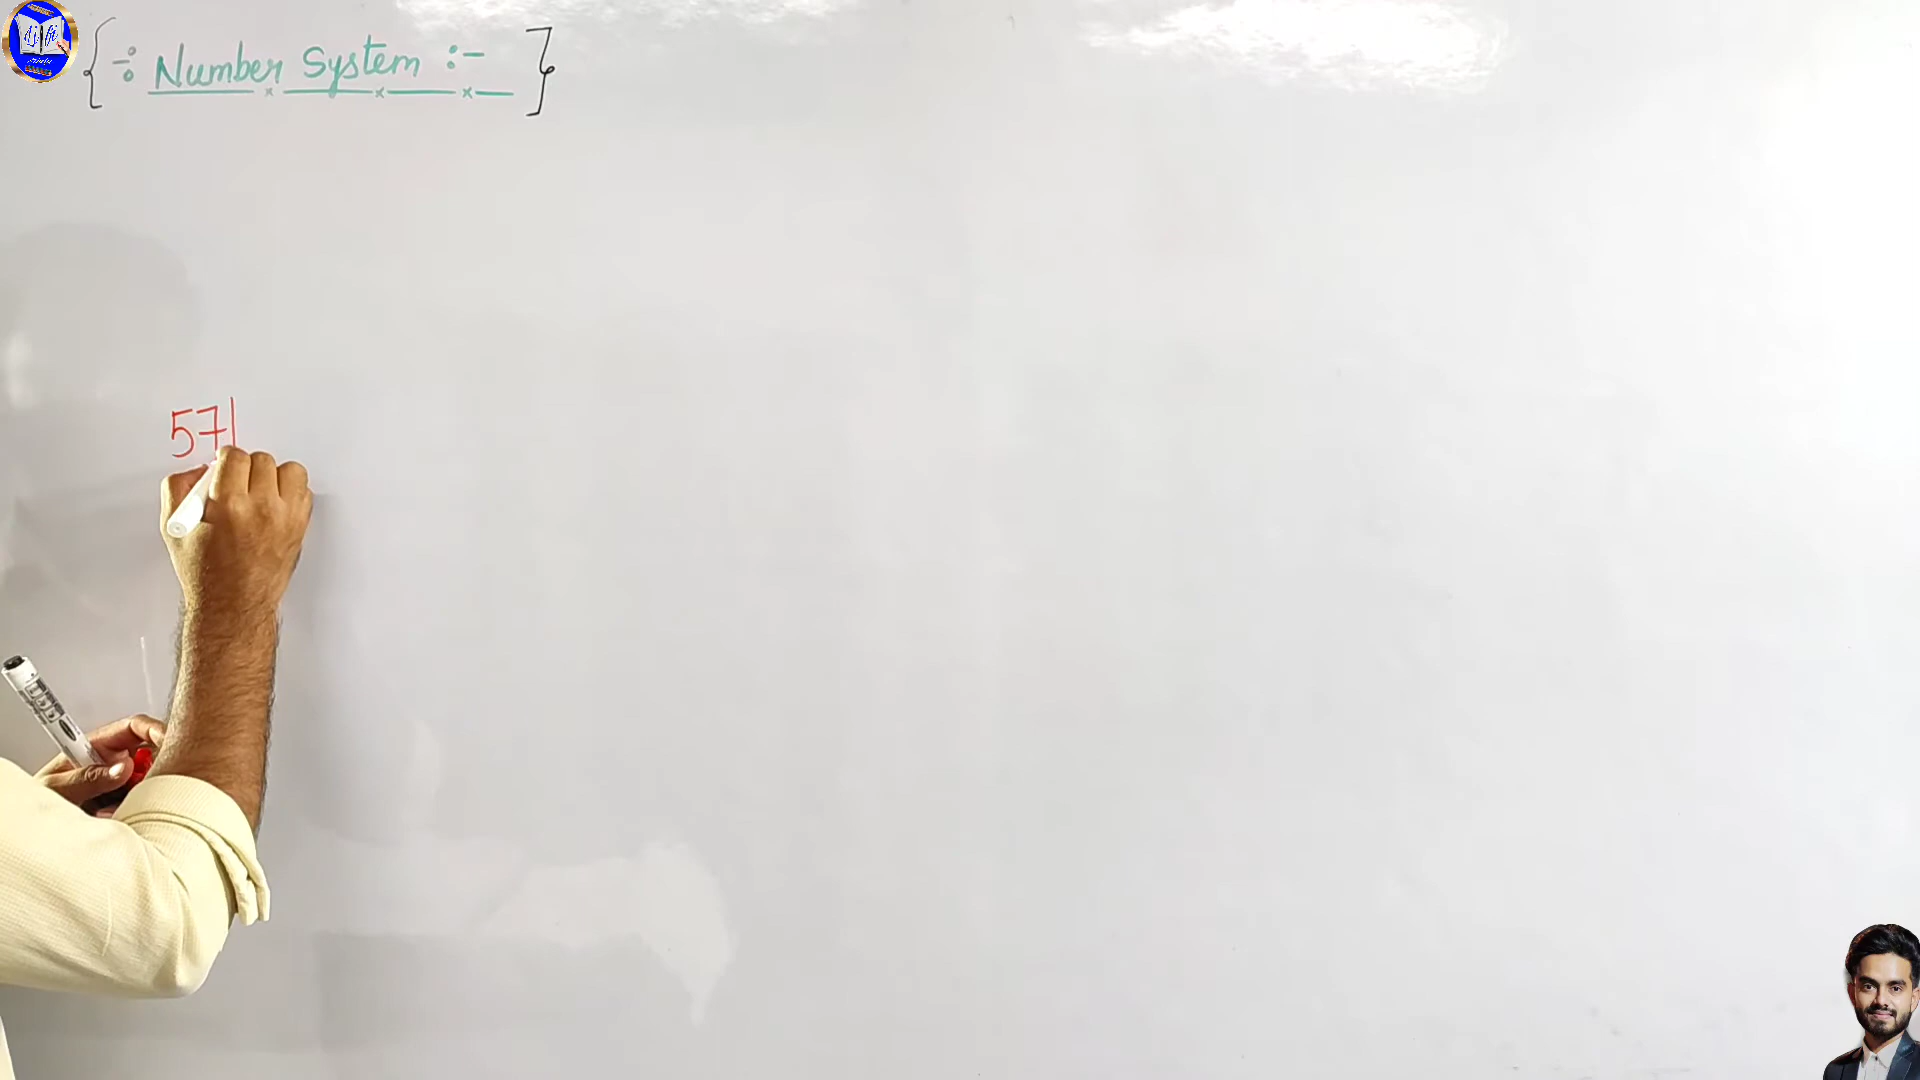 { ÷ Number System :- }
571